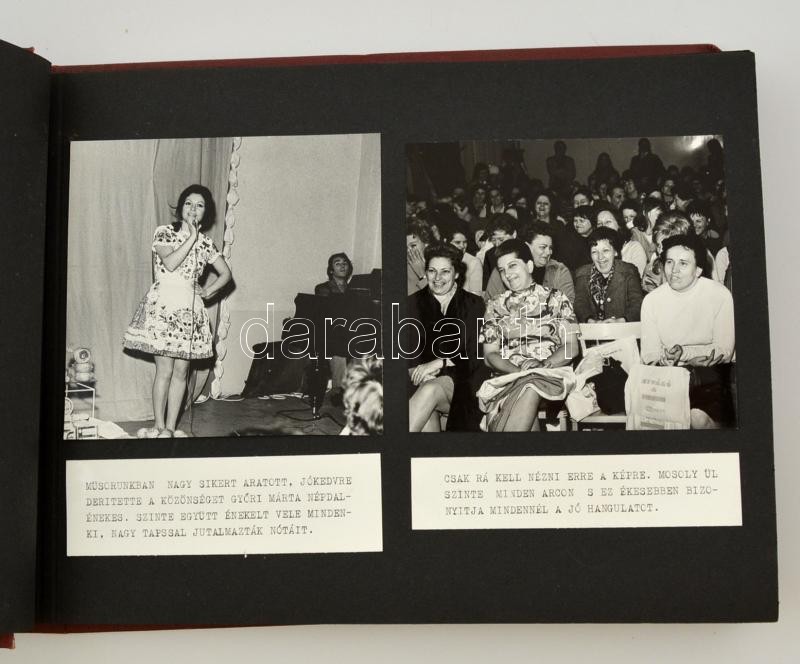 MŰSORUNKBAN NAGY SIKERT ARATOTT, JÓKEDVRE
DERITETTE A KÖZÖNSÉGET GYŐRI MÁRTA NÉPDAL-
ÉNEKES. SZINTE EGYÜTT ÉNEKELT VELE MINDEN-
KI, NAGY TAPSSAL JUTALMAZTÁK NÓTÁIT.
CSAK RÁ KELL NÉZNI ERRE A KÉPRE. MOSOLY ÜL
SZINTE MINDEN ARCON S EZ ÉKESEBBEN BIZO-
NYITJA MINDENNÉL A JÓ HANGULATOT.
darabanth